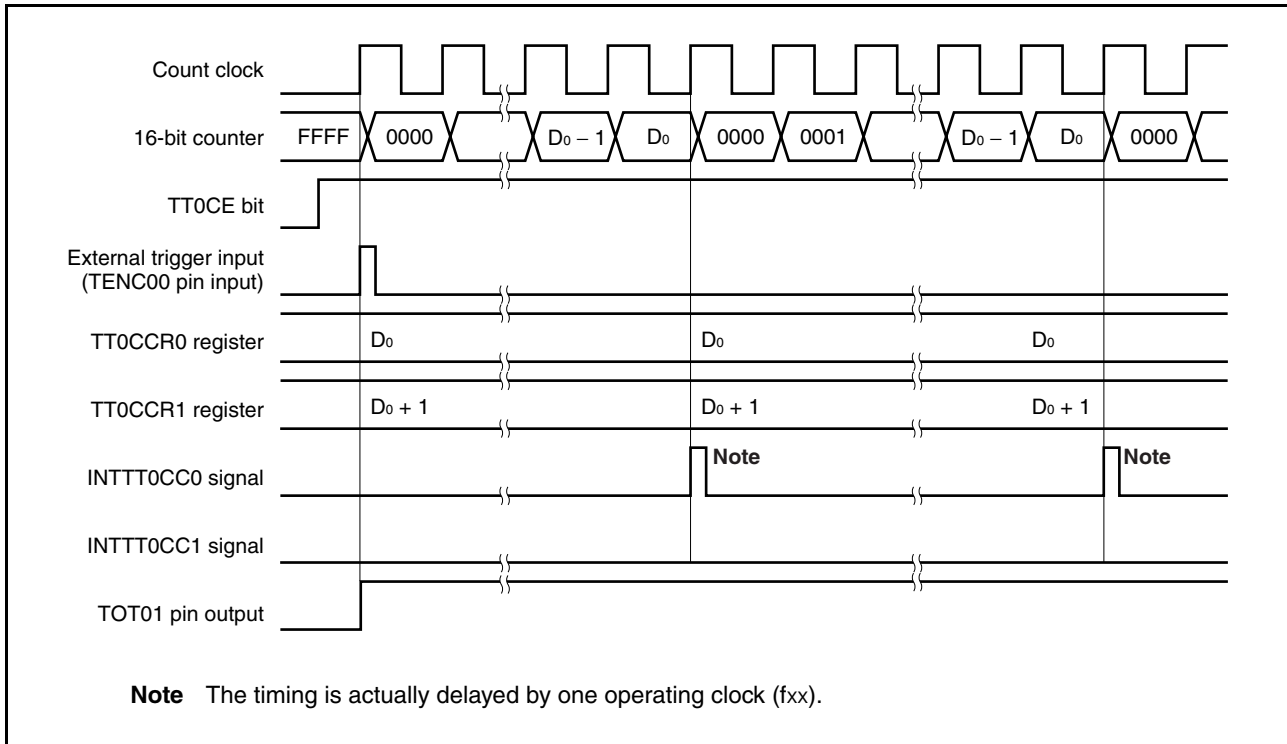 Count clock
16-bit counter FFFF 0000 D0 − 1 D0 0000 0001 D0 − 1 D0 0000
TT0CE bit
External trigger input
(TENC00 pin input)
TT0CCR0 register D0 D0 D0
TT0CCR1 register D0 + 1 D0 + 1 D0 + 1
INTTT0CC0 signal Note Note
INTTT0CC1 signal
TOT01 pin output
Note The timing is actually delayed by one operating clock (fxx).